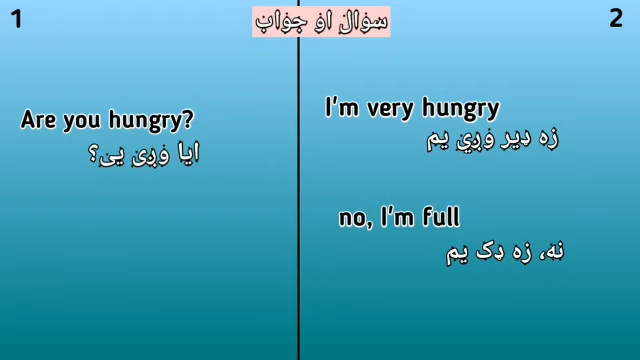 1
سوال او جواب
2
Are you hungry?
ایا وږی یی؟
I'm very hungry
زه ډیر وږي یم
no, I'm full
نه، زه ډک یم